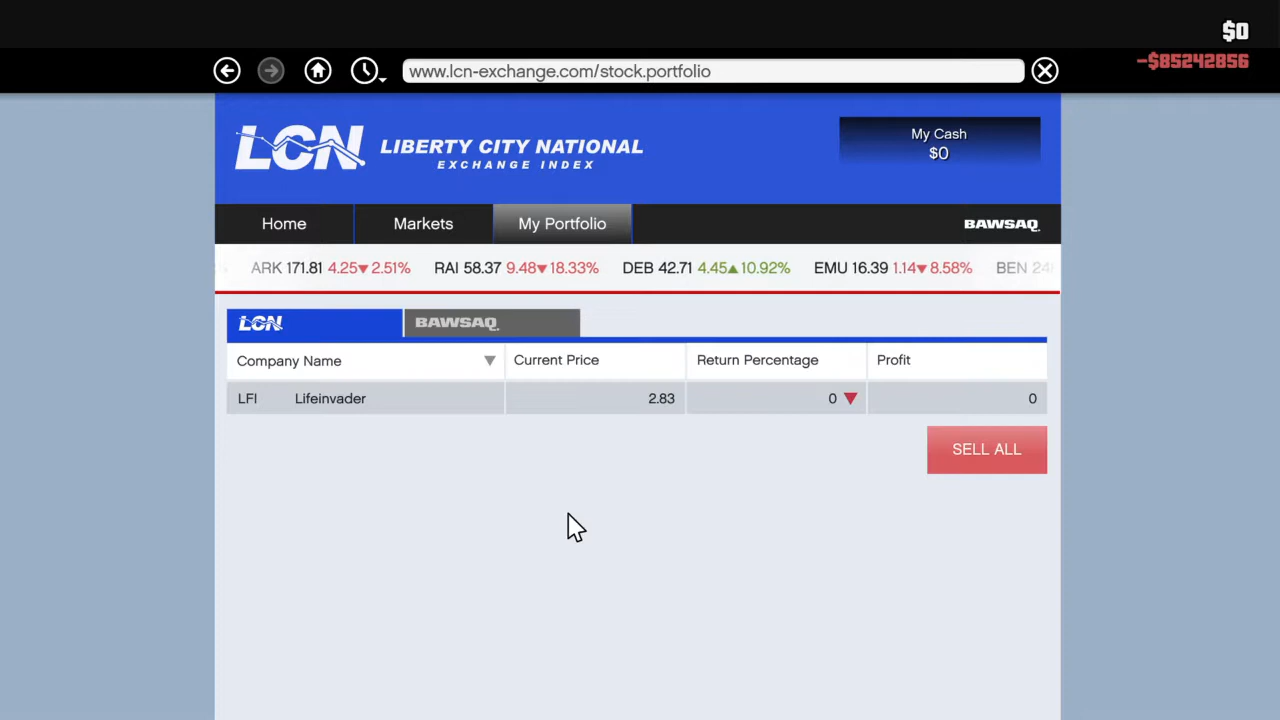 $0
-$85242856
www.lcn-exchange.com/stock.portfolio
LCN LIBERTY CITY NATIONAL
EXCHANGE INDEX
My Cash
$0
Home Markets My Portfolio BAWSAQ
ARK 171.81 4.25▼2.51% RAI 58.37 9.48▼18.33% DEB 42.71 4.45▲10.92% EMU 16.39 1.14▼8.58% BEN
LCN BAWSAQ
Company Name ▼ Current Price Return Percentage Profit
LFI Lifeinvader 2.83 0 ▼ 0
SELL ALL